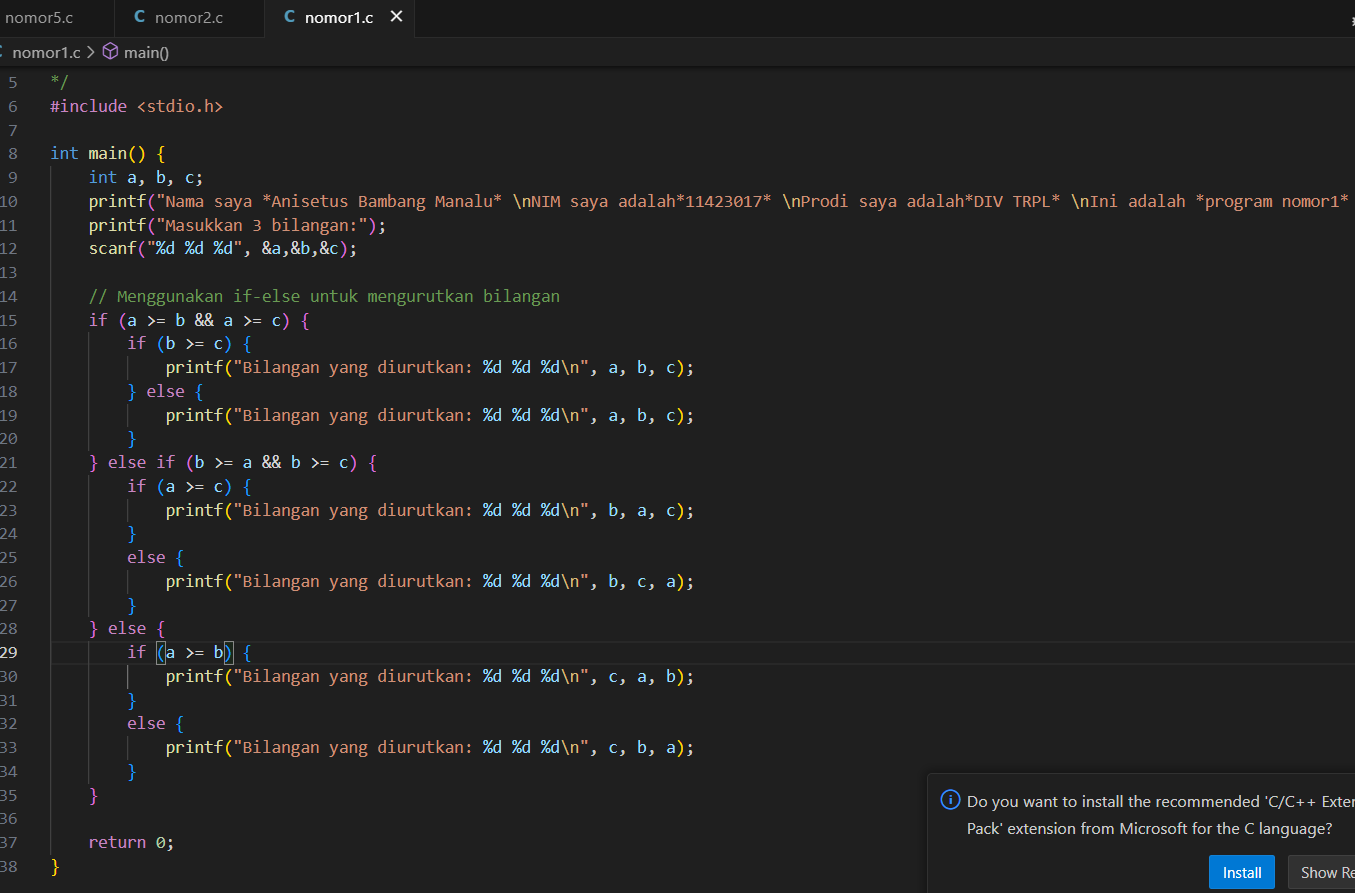 nomor5.c C nomor2.c C nomor1.c ×
nomor1.c > main()
5 */
6 #include <stdio.h>
7
8 int main() {
9     int a, b, c;
10     printf("Nama saya *Anisetus Bambang Manalu* \nNIM saya adalah*11423017* \nProdi saya adalah*DIV TRPL* \nIni adalah *program nomor1*
11     printf("Masukkan 3 bilangan:");
12     scanf("%d %d %d", &a,&b,&c);
13
14     // Menggunakan if-else untuk mengurutkan bilangan
15     if (a >= b && a >= c) {
16         if (b >= c) {
17             printf("Bilangan yang diurutkan: %d %d %d\n", a, b, c);
18         } else {
19             printf("Bilangan yang diurutkan: %d %d %d\n", a, b, c);
20         }
21     } else if (b >= a && b >= c) {
22         if (a >= c) {
23             printf("Bilangan yang diurutkan: %d %d %d\n", b, a, c);
24         }
25         else {
26             printf("Bilangan yang diurutkan: %d %d %d\n", b, c, a);
27         }
28     } else {
29         if (a >= b) {
30             printf("Bilangan yang diurutkan: %d %d %d\n", c, a, b);
31         }
32         else {
33             printf("Bilangan yang diurutkan: %d %d %d\n", c, b, a);
34         }
35     }
36
37     return 0;
38 }
Do you want to install the recommended 'C/C++ Exter
Pack' extension from Microsoft for the C language?
Install Show Re